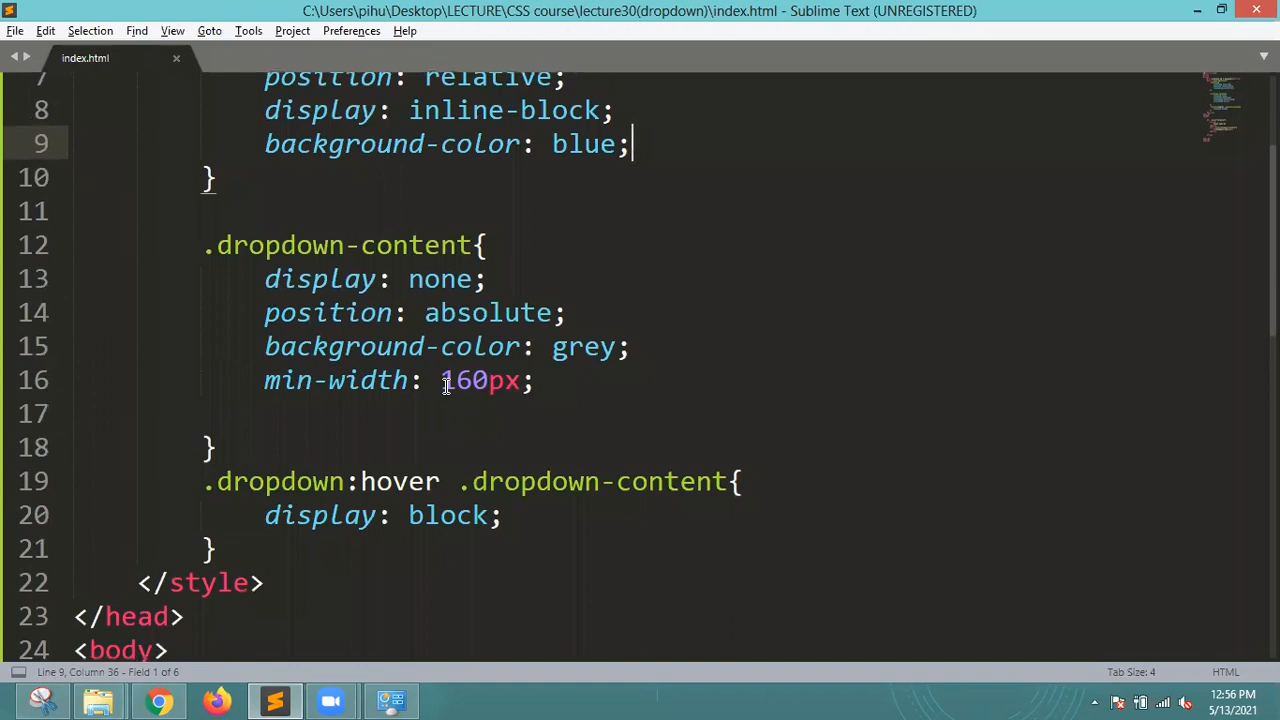 C:\Users\pihu\Desktop\LECTURE\CSS course\lecture30(dropdown)\index.html - Sublime Text (UNREGISTERED)
File Edit Selection Find View Goto Tools Project Preferences Help
index.html
7 position: relative;
8 display: inline-block;
9 background-color: blue;
10 }
11
12 .dropdown-content{
13 display: none;
14 position: absolute;
15 background-color: grey;
16 min-width: 160px;
17
18 }
19 .dropdown:hover .dropdown-content{
20 display: block;
21 }
22 </style>
23 </head>
24 <body>
Line 9, Column 36 - Field 1 of 6 Tab Size: 4 HTML
12:56 PM
5/13/2021